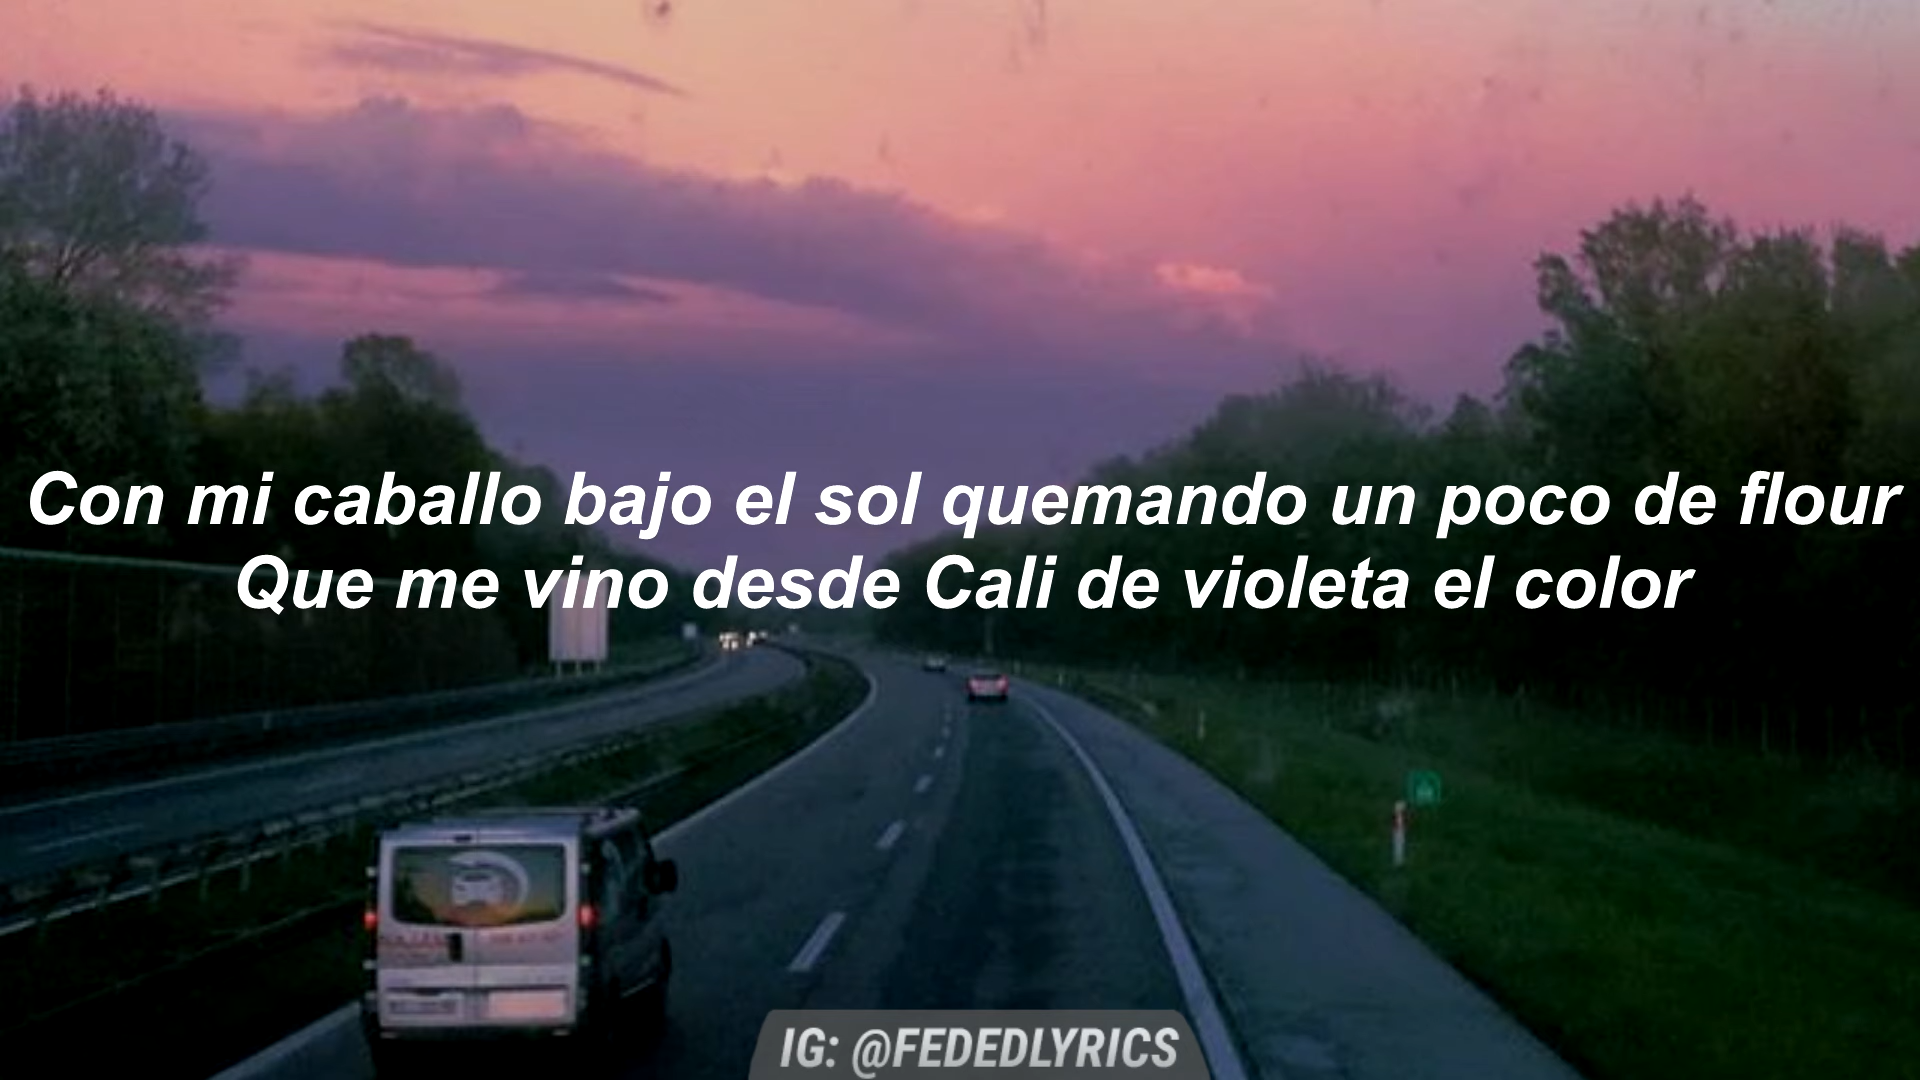 Con mi caballo bajo el sol quemando un poco de flour
Que me vino desde Cali de violeta el color
IG: @FEDEDLYRICS